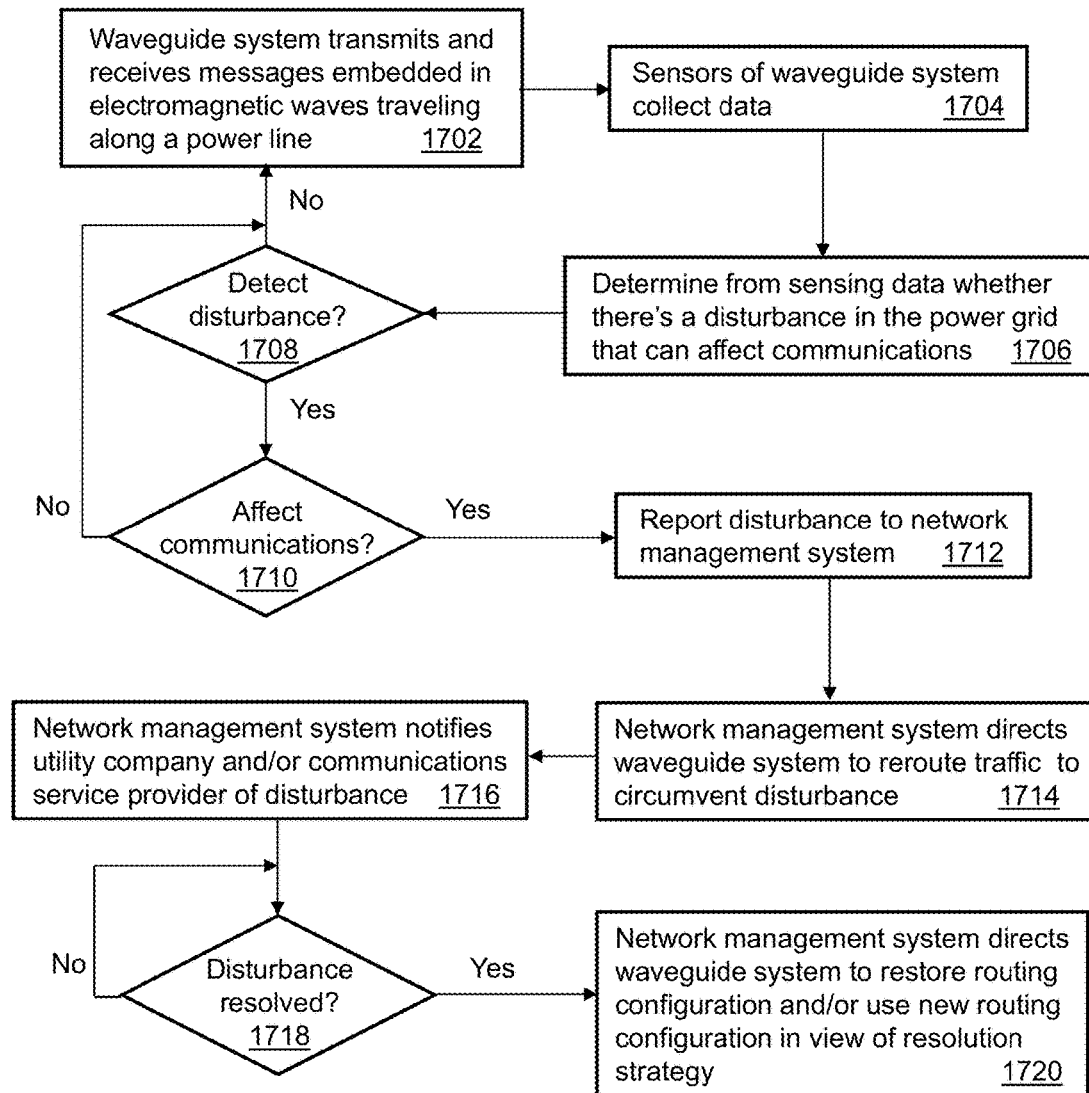 Waveguide system transmits and
receives messages embedded in
electromagnetic waves traveling
along a power line 1702
Sensors of waveguide system
collect data 1704
No
Detect
disturbance?
1708
Determine from sensing data whether
there's a disturbance in the power grid
that can affect communications 1706
Yes
No
Affect
communications?
1710
Yes
Report disturbance to network
management system 1712
Network management system notifies
utility company and/or communications
service provider of disturbance 1716
Network management system directs
waveguide system to reroute traffic to
circumvent disturbance 1714
No
Disturbance
resolved?
1718
Yes
Network management system directs
waveguide system to restore routing
configuration and/or use new routing
configuration in view of resolution
strategy 1720